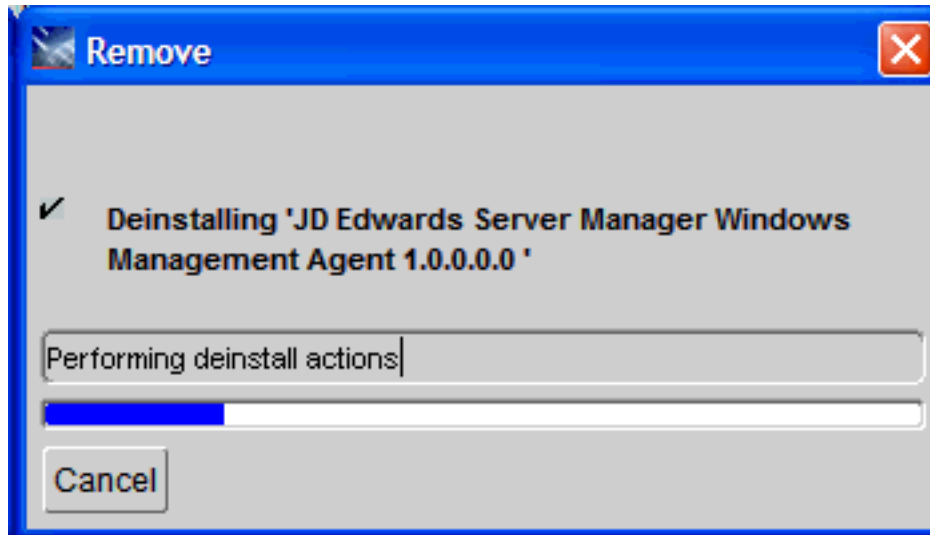 Remove
Deinstalling 'JD Edwards Server Manager Windows
Management Agent 1.0.0.0.0 '
Performing deinstall actions
Cancel